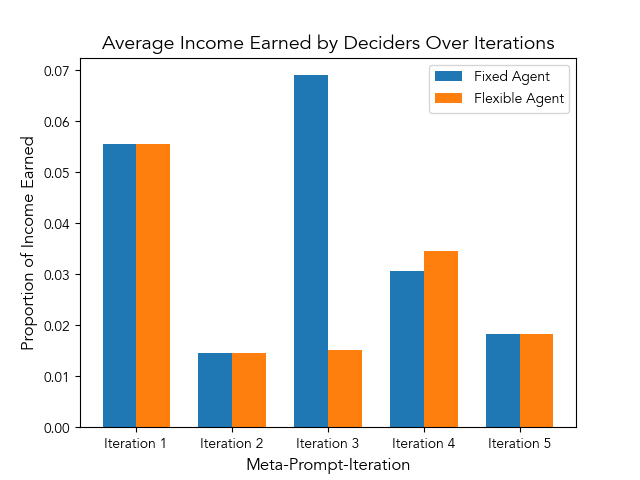 Average Income Earned by Deciders Over Iterations
Fixed Agent
Flexible Agent
Proportion of Income Earned
0.07
0.06
0.05
0.04
0.03
0.02
0.01
0.00
Iteration 1
Iteration 2
Iteration 3
Iteration 4
Iteration 5
Meta-Prompt-Iteration